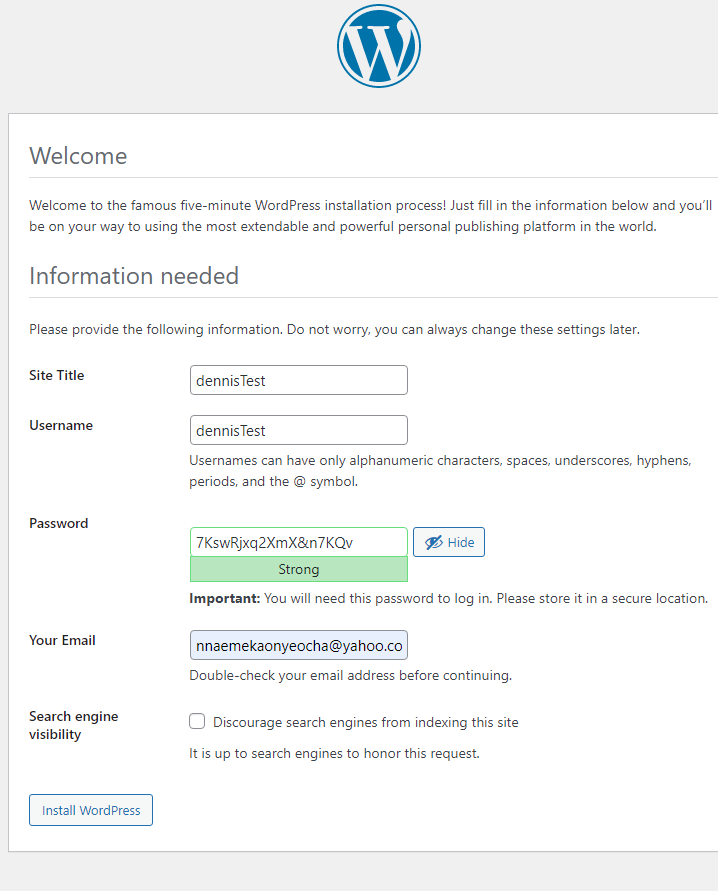 Welcome
Welcome to the famous five-minute WordPress installation process! Just fill in the information below and you'll
be on your way to using the most extendable and powerful personal publishing platform in the world.
Information needed
Please provide the following information. Do not worry, you can always change these settings later.
Site Title
dennisTest
Username
dennisTest
Usernames can have only alphanumeric characters, spaces, underscores, hyphens,
periods, and the @ symbol.
Password
7KswRjxq2XmX&n7KQv
Hide
Strong
Important: You will need this password to log in. Please store it in a secure location.
Your Email
nnaemekaonyeocha@yahoo.co
Double-check your email address before continuing.
Search engine
visibility
Discourage search engines from indexing this site
It is up to search engines to honor this request.
Install WordPress